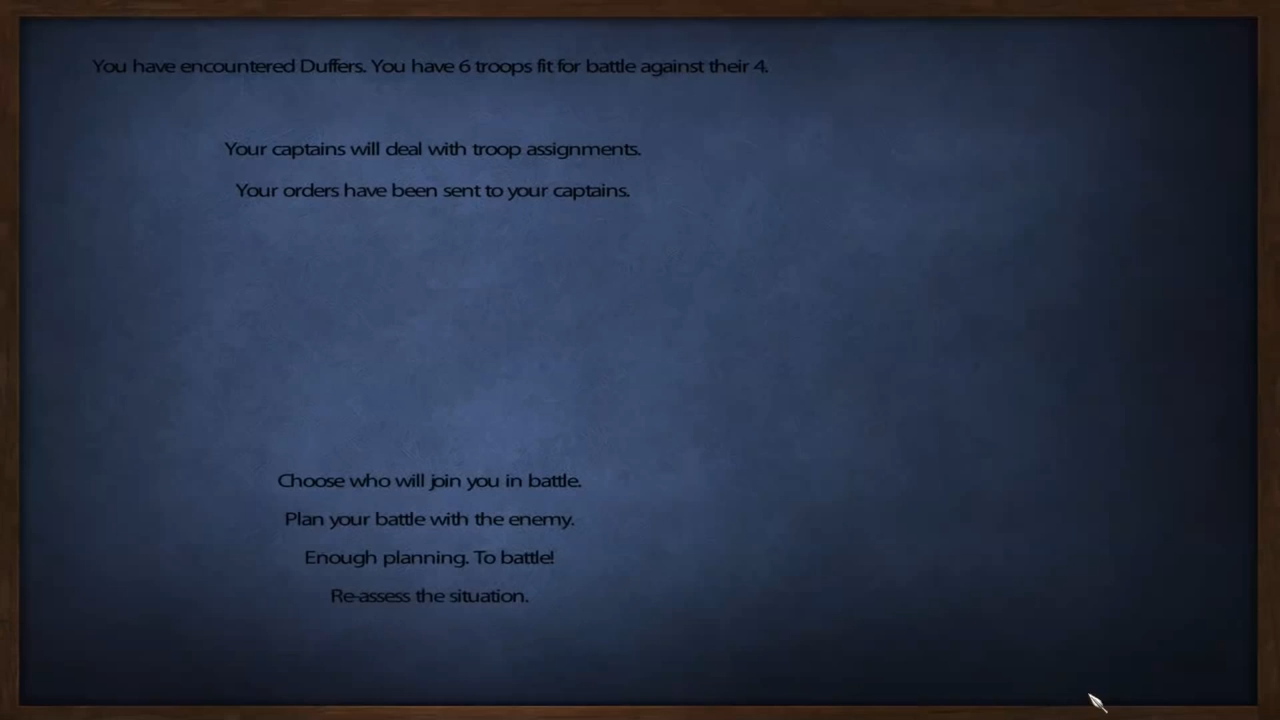 You have encountered Duffers. You have 6 troops fit for battle against their 4.
Your captains will deal with troop assignments.
Your orders have been sent to your captains.
Choose who will join you in battle.
Plan your battle with the enemy.
Enough planning. To battle!
Re-assess the situation.